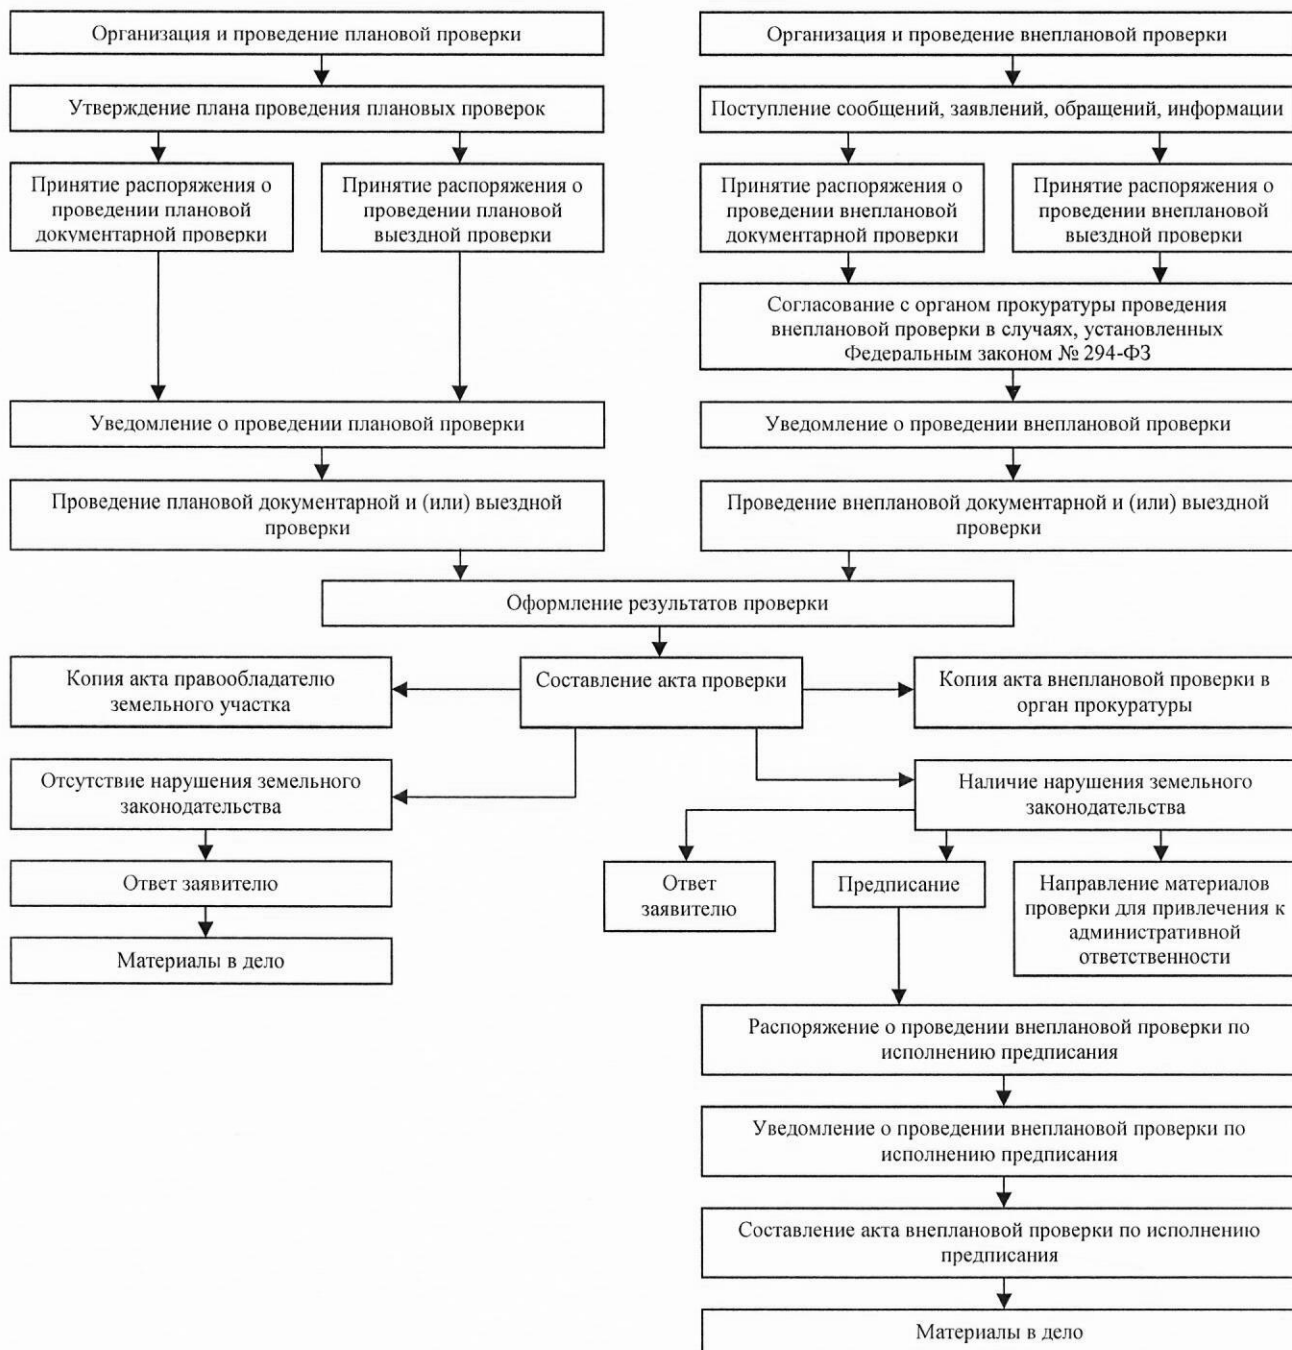 Организация и проведение плановой проверки
Организация и проведение внеплановой проверки
Утверждение плана проведения плановых проверок
Поступление сообщений, заявлений, обращений, информации
Принятие распоряжения о
проведении плановой
документарной проверки
Принятие распоряжения о
проведении плановой
выездной проверки
Принятие распоряжения о
проведении внеплановой
документарной проверки
Принятие распоряжения о
проведении внеплановой
выездной проверки
Согласование с органом прокуратуры проведения
внеплановой проверки в случаях, установленных
Федеральным законом № 294-ФЗ
Уведомление о проведении плановой проверки
Уведомление о проведении внеплановой проверки
Проведение плановой документарной и (или) выездной
проверки
Проведение внеплановой документарной и (или) выездной
проверки
Оформление результатов проверки
Копия акта правообладателю
земельного участка
Составление акта проверки
Копия акта внеплановой проверки в
орган прокуратуры
Отсутствие нарушения земельного
законодательства
Наличие нарушения земельного
законодательства
Ответ заявителю
Ответ
заявителю
Предписание
Направление материалов
проверки для привлечения к
административной
ответственности
Материалы в дело
Распоряжение о проведении внеплановой проверки по
исполнению предписания
Уведомление о проведении внеплановой проверки по
исполнению предписания
Составление акта внеплановой проверки по исполнению
предписания
Материалы в дело